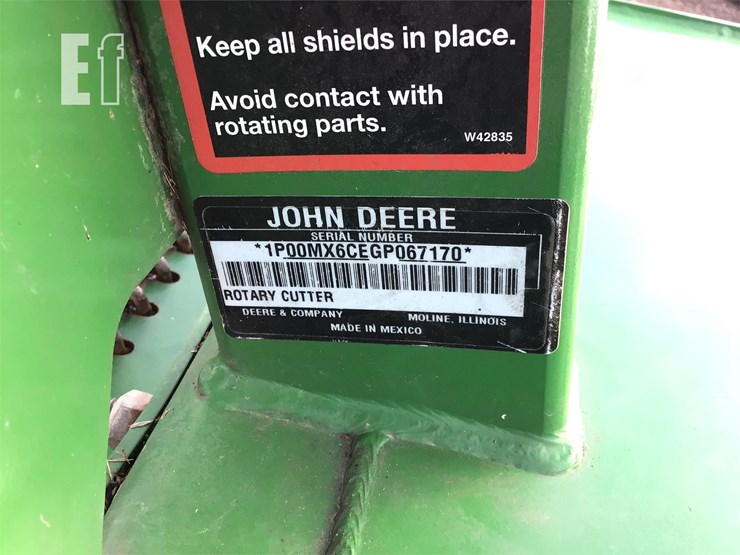 Ef
Keep all shields in place.
Avoid contact with
rotating parts.
W42835
JOHN DEERE
SERIAL NUMBER
*1P00MX6CEGP067170*
ROTARY CUTTER
DEERE & COMPANY MOLINE, ILLINOIS
MADE IN MEXICO